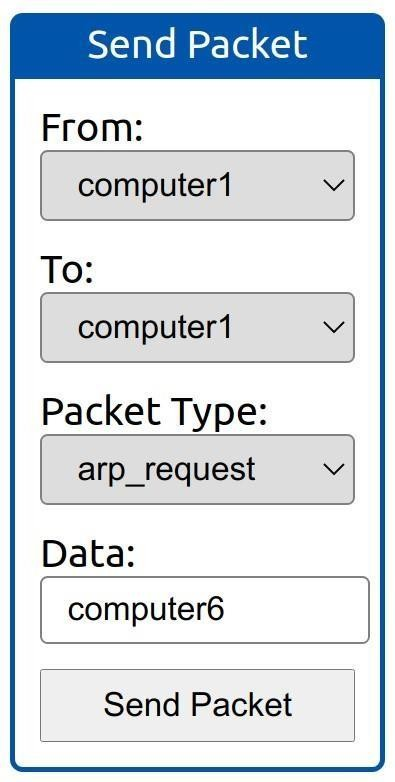 Send Packet
From:
computer1
To:
computer1
Packet Type:
arp_request
Data:
computer6
Send Packet